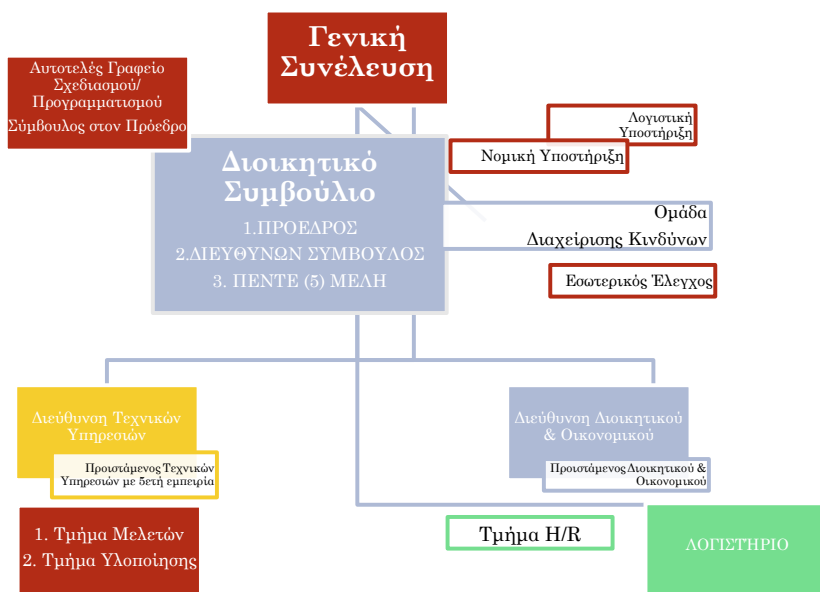 Γενική
Συνέλευση
Αυτοτελές Γραφείο
Σχεδιασμού/
Προγραμματισμού
Σύμβουλος στον Πρόεδρο
Λογιστική
Υποστήριξη
Νομική Υποστήριξη
Διοικητικό
Συμβούλιο
1.ΠΡΟΕΔΡΟΣ
2.ΔΙΕΥΘΥΝΩΝ ΣΥΜΒΟΥΛΟΣ
3. ΠΕΝΤΕ (5) ΜΕΛΗ
Ομάδα
Διαχείρισης Κινδύνων
Εσωτερικός Έλεγχος
Διεύθυνση Τεχνικών
Υπηρεσιών
Προιστάμενος Τεχνικών
Υπηρεσιών με 5ετή εμπειρία
Διεύθυνση Διοικητικού
& Οικονομικού
Προιστάμενος Διοικητικού &
Οικονομικού
1. Τμήμα Μελετών
2. Τμήμα Υλοποίησης
Τμήμα H/R
ΛΟΓΙΣΤΗΡΙΟ